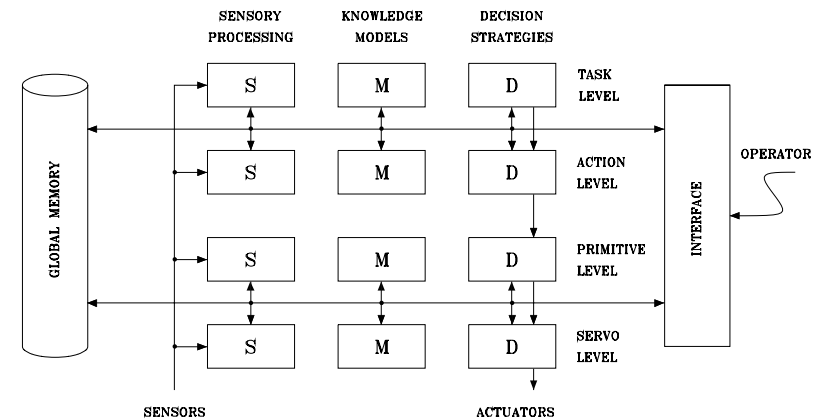 SENSORY
PROCESSING
KNOWLEDGE
MODELS
DECISION
STRATEGIES
S
M
D
TASK
LEVEL
S
M
D
ACTION
LEVEL
S
M
D
PRIMITIVE
LEVEL
S
M
D
SERVO
LEVEL
GLOBAL MEMORY
INTERFACE
OPERATOR
SENSORS
ACTUATORS